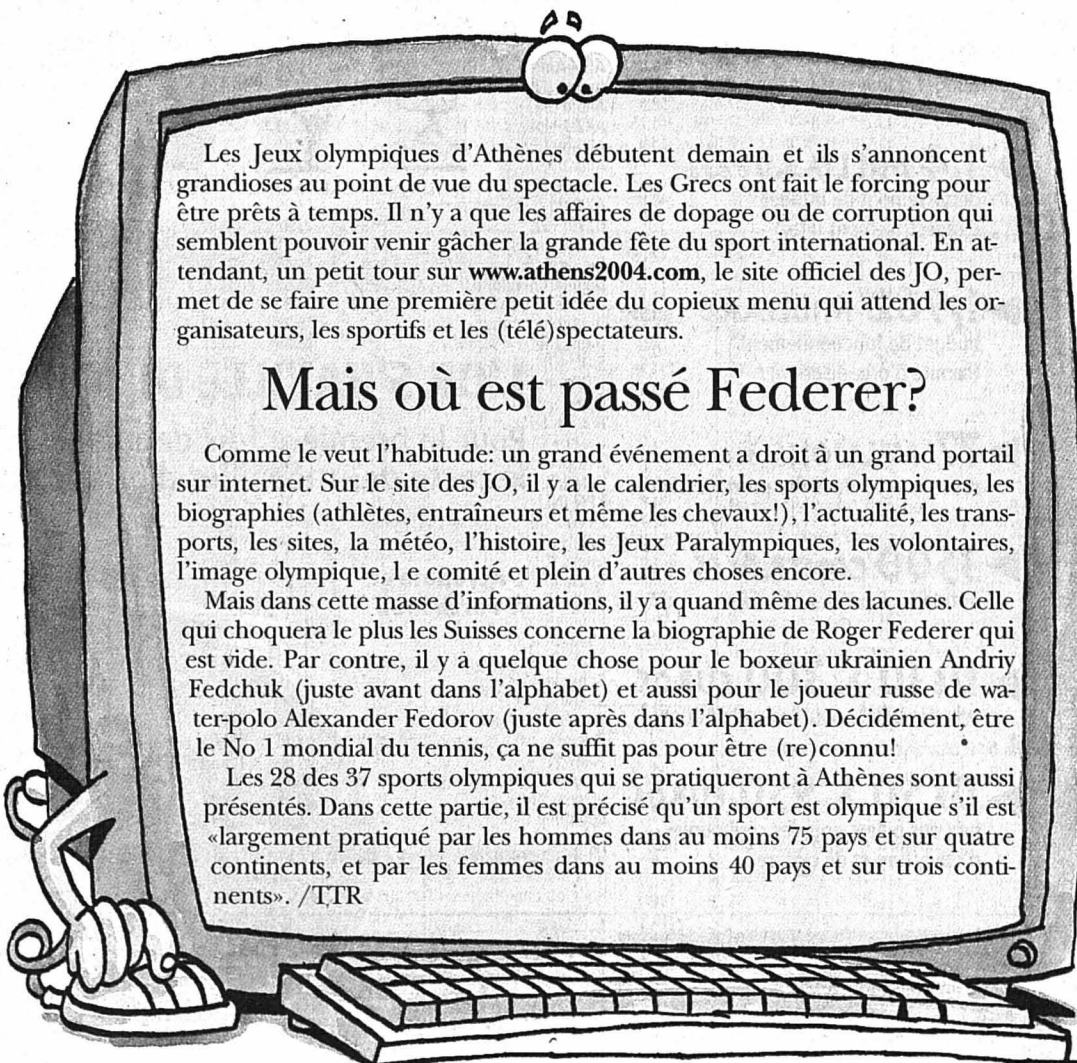 Les Jeux olympiques d'Athènes débutent demain et ils s'annoncent
grandioses au point de vue du spectacle. Les Grecs ont fait le forcing pour
être prêts à temps. Il n'y a que les affaires de dopage ou de corruption qui
semblent pouvoir venir gâcher la grande fête du sport international. En at-
tendant, un petit tour sur www.athens2004.com, le site officiel des JO, per-
met de se faire une première petit idée du copieux menu qui attend les or-
ganisateurs, les sportifs et les (télé)spectateurs.
Mais où est passé Federer?
Comme le veut l'habitude: un grand événement a droit à un grand portail
sur internet. Sur le site des JO, il y a le calendrier, les sports olympiques, les
biographies (athlètes, entraîneurs et même les chevaux!), l'actualité, les trans-
ports, les sites, la météo, l'histoire, les Jeux Paralympiques, les volontaires,
l'image olympique, l e comité et plein d'autres choses encore.
Mais dans cette masse d'informations, il y a quand même des lacunes. Celle
qui choquera le plus les Suisses concerne la biographie de Roger Federer qui
est vide. Par contre, il y a quelque chose pour le boxeur ukrainien Andriy
Fedchuk (juste avant dans l'alphabet) et aussi pour le joueur russe de wa-
ter-polo Alexander Fedorov (juste après dans l'alphabet). Décidément, être
le No 1 mondial du tennis, ça ne suffit pas pour être (re)connu!
Les 28 des 37 sports olympiques qui se pratiqueront à Athènes sont aussi
présentés. Dans cette partie, il est précisé qu'un sport est olympique s'il est
«largement pratiqué par les hommes dans au moins 75 pays et sur quatre
continents, et par les femmes dans au moins 40 pays et sur trois conti-
nents». /TTR